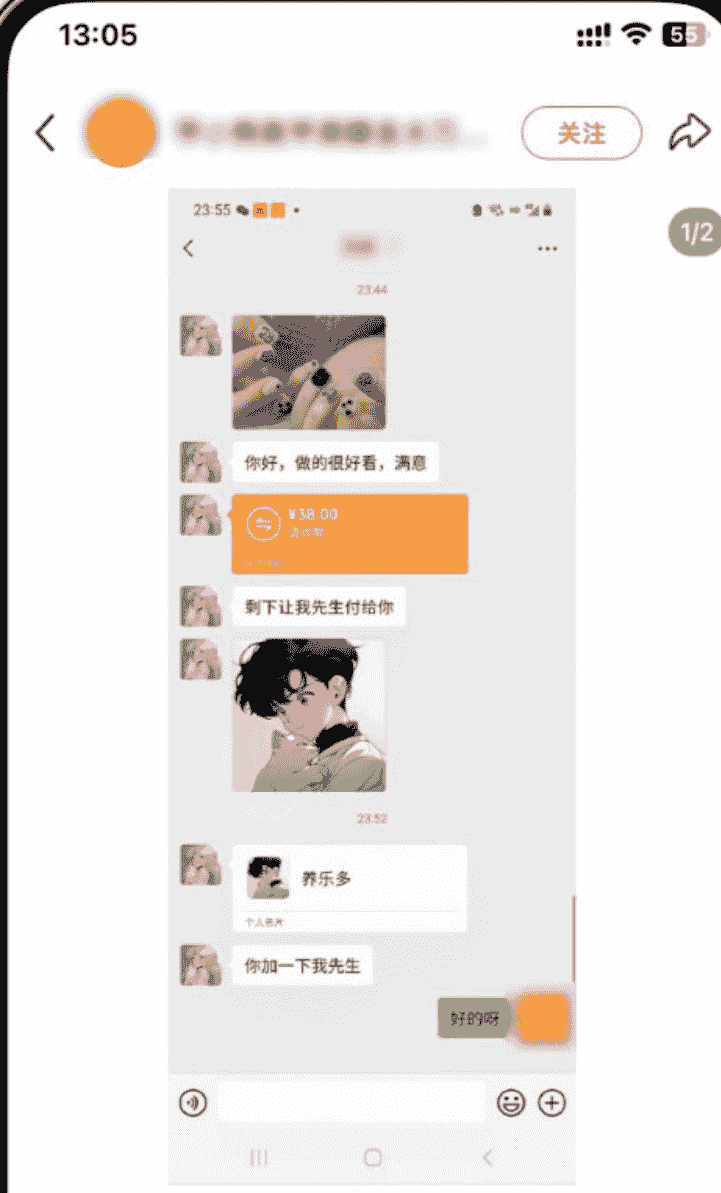 13:05
55
关注
1/2
23:55
23:44
你好，做的很好看，满意
¥38.00
剩下让我先生付给你
23:52
养乐多
个人名片
你加一下我先生
好的呀